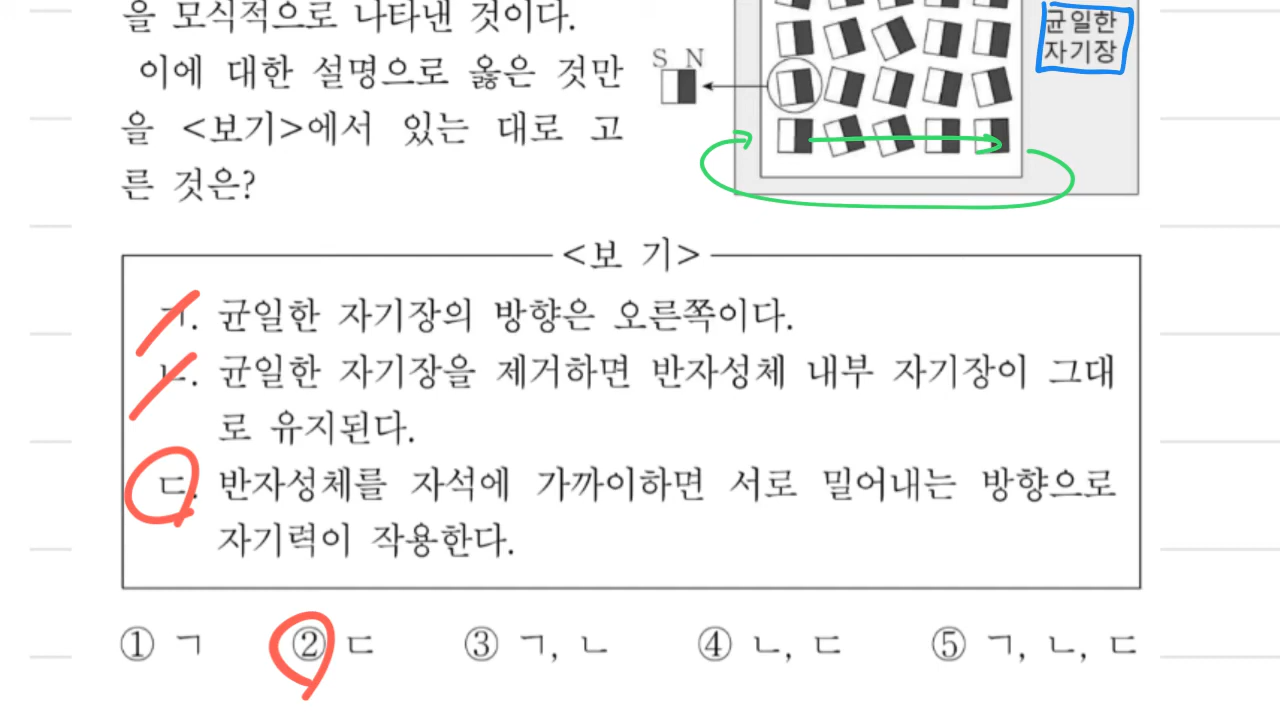 을 모식적으로 나타낸 것이다.
이에 대한 설명으로 옳은 것만
을 <보기>에서 있는 대로 고
른 것은?
균일한
자기장
S N
<보 기>
ㄱ. 균일한 자기장의 방향은 오른쪽이다.
ㄴ. 균일한 자기장을 제거하면 반자성체 내부 자기장이 그대
로 유지된다.
ㄷ. 반자성체를 자석에 가까이하면 서로 밀어내는 방향으로
자기력이 작용한다.
① ㄱ ② ㄷ ③ ㄱ, ㄴ ④ ㄴ, ㄷ ⑤ ㄱ, ㄴ, ㄷ